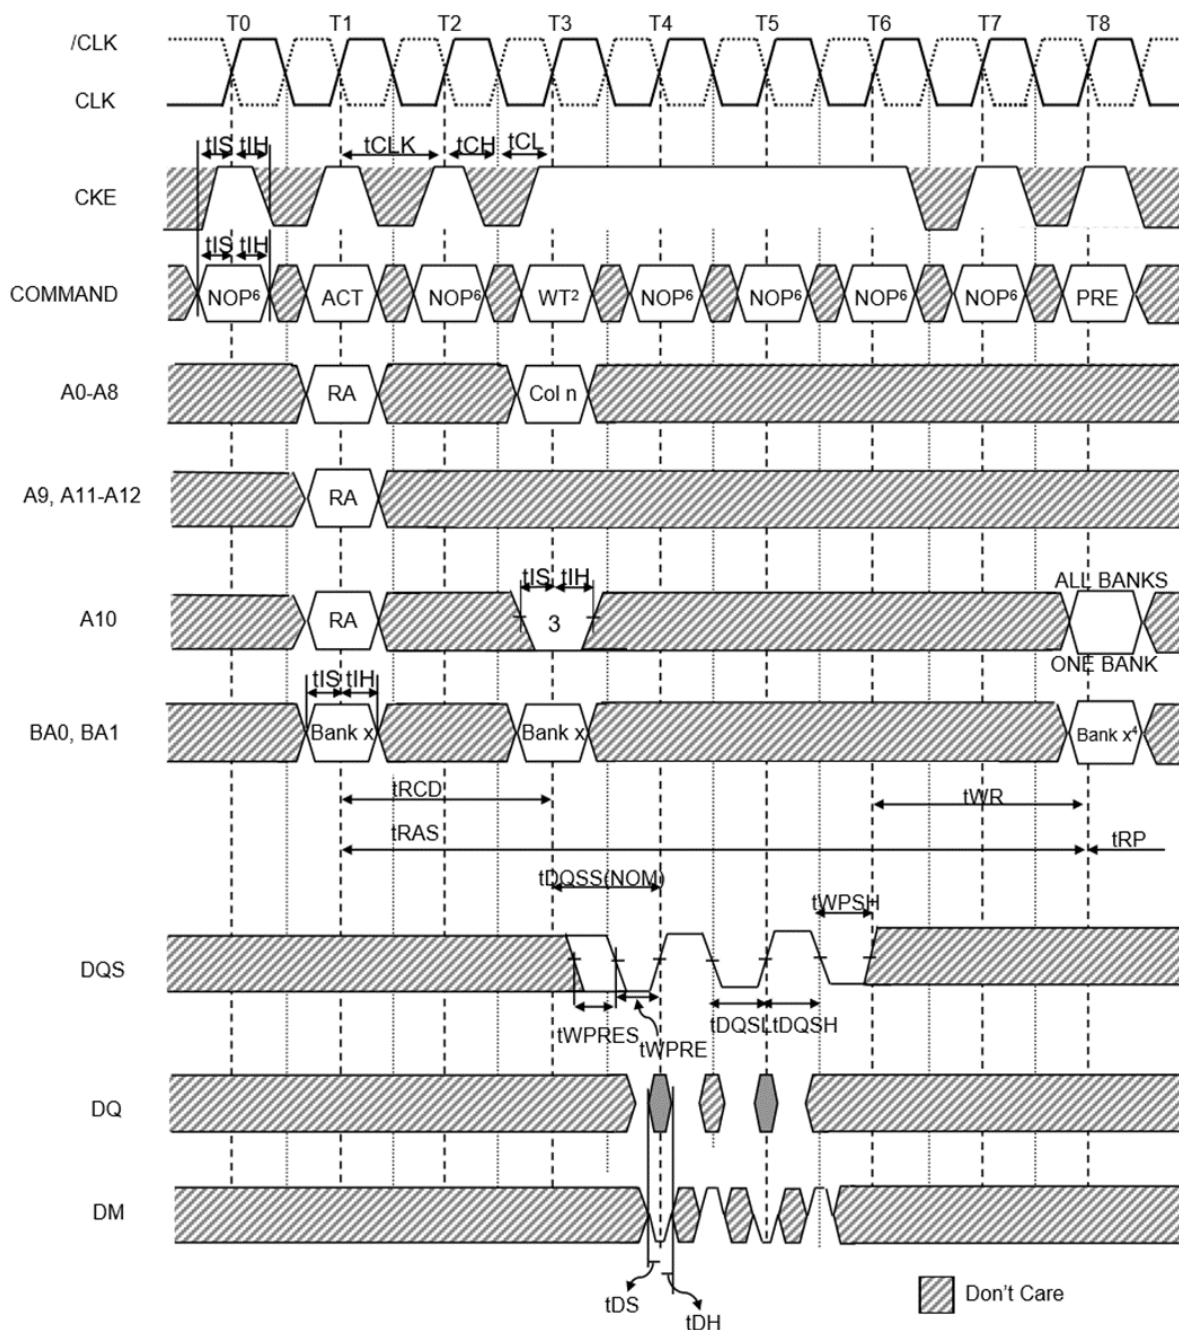 T0 T1 T2 T3 T4 T5 T6 T7 T8
/CLK
CLK
tIS tIH tCLK tCH tCL
CKE
tIS tIH
COMMAND NOP⁶ ACT NOP⁶ WT² NOP⁶ NOP⁶ NOP⁶ NOP⁶ PRE
A0-A8 RA Col n
A9, A11-A12 RA
tIS tIH ALL BANKS
A10 RA 3
ONE BANK
tIS tIH
BA0, BA1 Bank x Bank x Bank x⁴
tRCD tWR
tRAS tRP
tDQSS(NOM)
tWPSH
DQS
tDQSL tDQSH
tWPRES tWPRE
DQ
DM
Don't Care
tDS
tDH